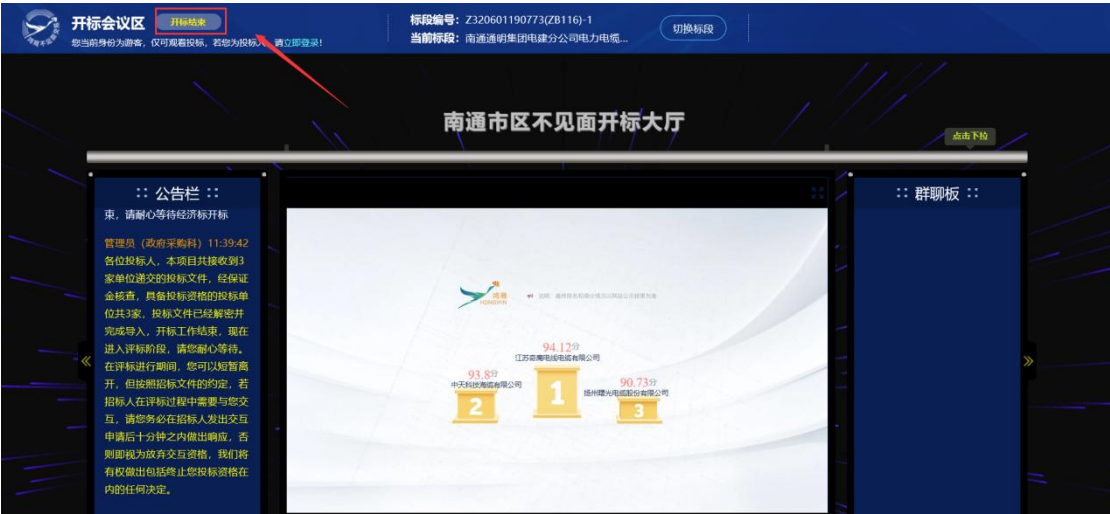 开标会议区 开标结束
您当前身份为游客，仅可观看投标，若您为投标人，请立即登录!
标段编号：Z320601190773(ZB116)-1
当前标段：南通通明集团电建分公司电力电缆...
切换标段
南通市区不见面开标大厅
点击下拉
:: 公告栏 ::
束，请耐心等待经济标开标
管理员（政府采购科）11:39:42
各位投标人，本项目共接收到3
家单位递交的投标文件，经保证
金核查，具备投标资格的投标单
位共3家，投标文件已经解密并
完成导入，开标工作结束，现在
进入评标阶段，请您耐心等待。
在评标进行期间，您可以短暂离
开，但按照招标文件的约定，若
招标人在评标过程中需要与您交
互，请您务必在招标人发出交互
申请后十分钟之内做出响应，否
则即视为放弃交互资格，我们将
有权做出包括终止您投标资格在
内的任何决定。
HONGPIN
94.12分
江苏帝魔电线电缆有限公司
1
93.8分
中天科技海缆有限公司
2
90.73分
扬州曙光电缆股份有限公司
3
:: 群聊板 ::